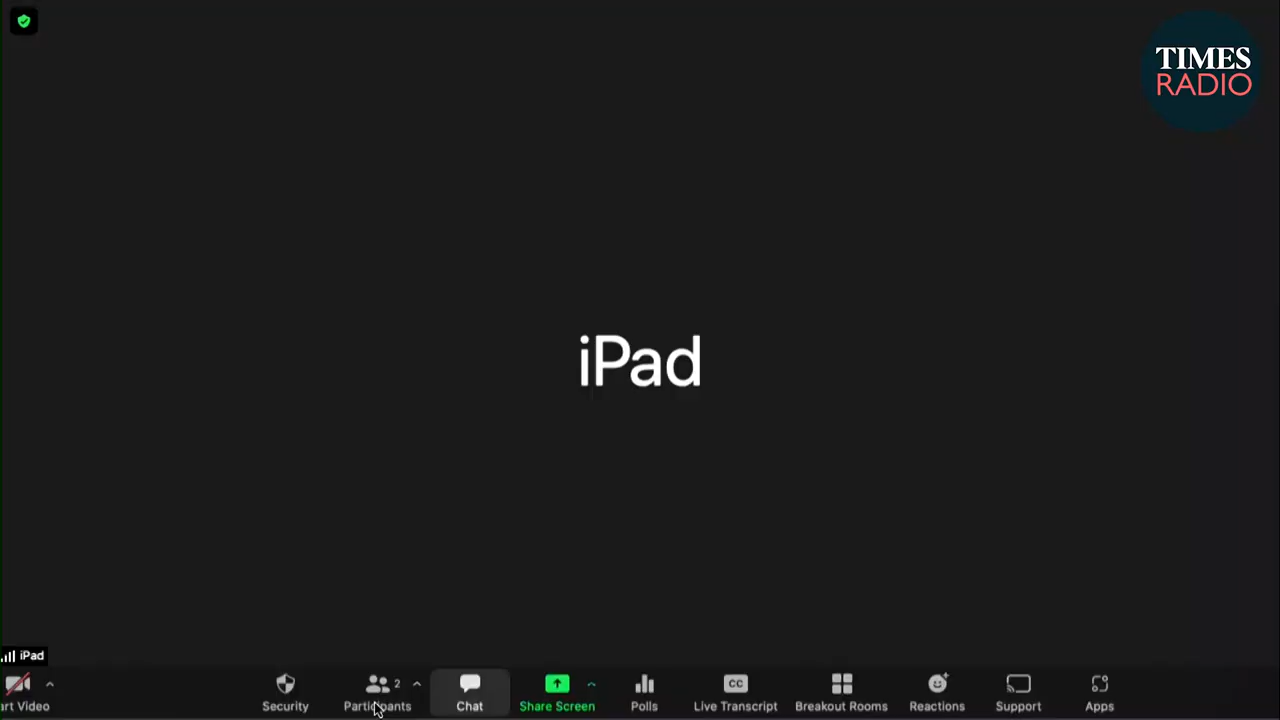 TIMES
RADIO
iPad
iPad
art Video
Security
Participants
2
Chat
Share Screen
Polls
CC
Live Transcript
Breakout Rooms
Reactions
Support
Apps